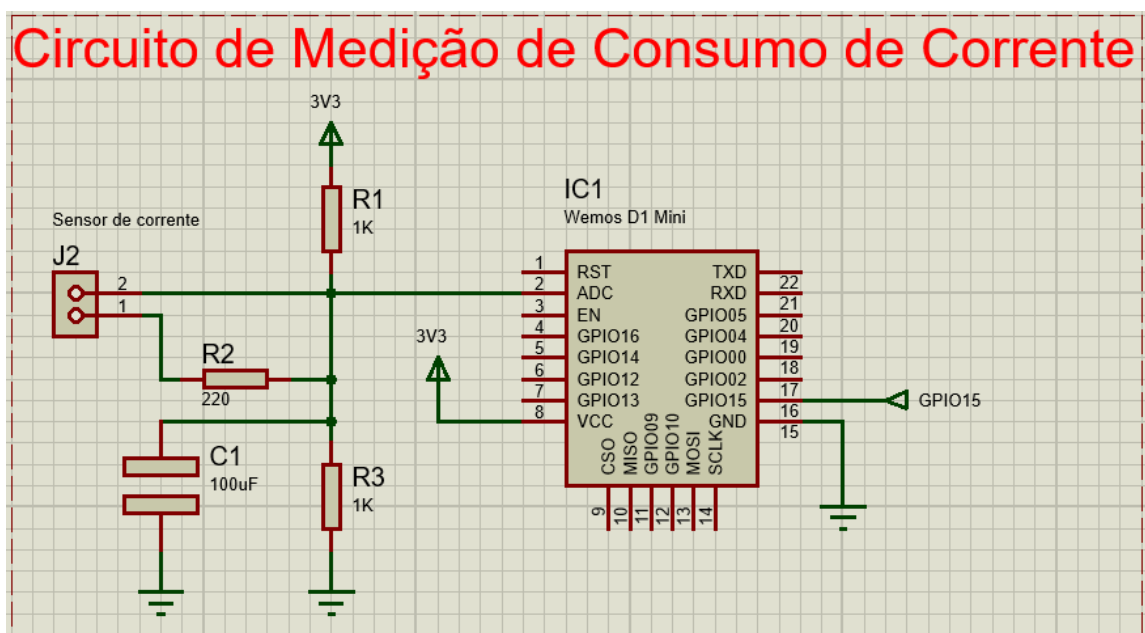 Circuito de Medição de Consumo de Corrente
3V3
R1
1K
Sensor de corrente
J2
2
1
R2
220
C1
100uF
R3
1K
3V3
IC1
Wemos D1 Mini
1 RST TXD 22
2 ADC RXD 21
3 EN GPIO05 20
4 GPIO16 GPIO04 19
5 GPIO14 GPIO00 18
6 GPIO12 GPIO02 17
7 GPIO13 GPIO15 16
8 VCC GND 15
CSO
MISO
GPIO09
GPIO10
MOSI
SCLK
9
10
11
12
13
14
GPIO15